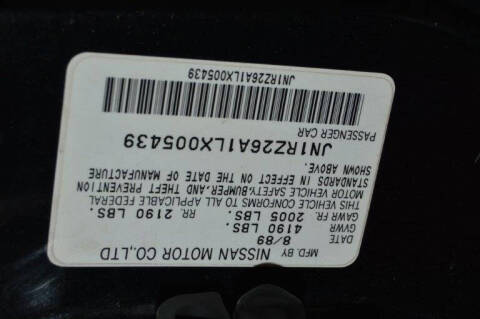 MFD. BY NISSAN MOTOR CO.,LTD
DATE 8/89
GVWR 4190 LBS.
GAWR FR. 2005 LBS. RR. 2190 LBS.
THIS VEHICLE CONFORMS TO ALL APPLICABLE FEDERAL
MOTOR VEHICLE SAFETY,BUMPER,AND THEFT PREVENTION
STANDARDS IN EFFECT ON THE DATE OF MANUFACTURE
SHOWN ABOVE.
JN1RZ26A1LX005439
PASSENGER CAR
JN1RZ26A1LX005439